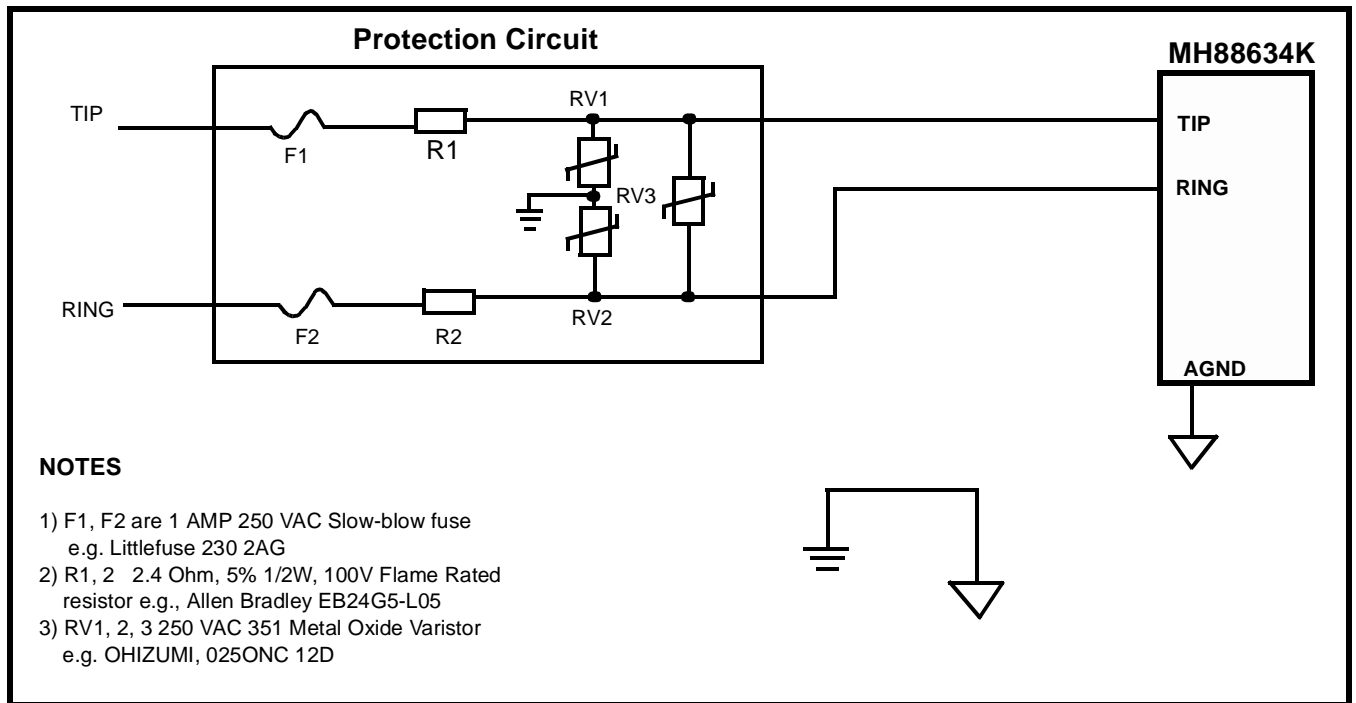 Protection Circuit
MH88634K
TIP
F1
R1
RV1
RV3
TIP
RING
RING
F2
R2
RV2
AGND
NOTES
1) F1, F2 are 1 AMP 250 VAC Slow-blow fuse
e.g. Littlefuse 230 2AG
2) R1, 2 2.4 Ohm, 5% 1/2W, 100V Flame Rated
resistor e.g., Allen Bradley EB24G5-L05
3) RV1, 2, 3 250 VAC 351 Metal Oxide Varistor
e.g. OHIZUMI, 025ONC 12D